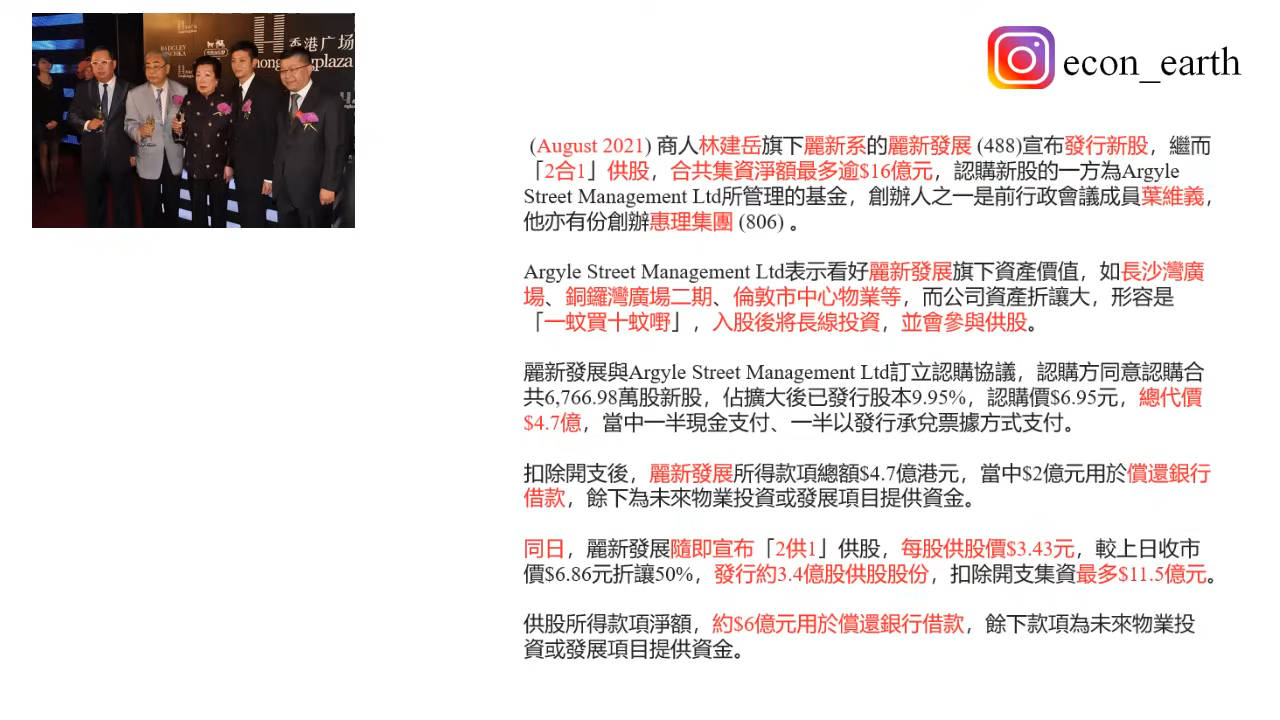 香港广场
hong
plaza
econ_earth
(August 2021) 商人林建岳旗下麗新系的麗新發展 (488)宣布發行新股，繼而
「2合1」供股，合共集資淨額最多逾$16億元，認購新股的一方為Argyle
Street Management Ltd所管理的基金，創辦人之一是前行政會議成員葉維義，
他亦有份創辦惠理集團 (806) 。
Argyle Street Management Ltd表示看好麗新發展旗下資產價值，如長沙灣廣
場、銅鑼灣廣場二期、倫敦市中心物業等，而公司資產折讓大，形容是
「一蚊買十蚊嘢」，入股後將長線投資，並會參與供股。
麗新發展與Argyle Street Management Ltd訂立認購協議，認購方同意認購合
共6,766.98萬股新股，佔擴大後已發行股本9.95%，認購價$6.95元，總代價
$4.7億，當中一半現金支付、一半以發行承兌票據方式支付。
扣除開支後，麗新發展所得款項總額$4.7億港元，當中$2億元用於償還銀行
借款，餘下為未來物業投資或發展項目提供資金。
同日，麗新發展隨即宣布「2供1」供股，每股供股價$3.43元，較上日收市
價$6.86元折讓50%，發行約3.4億股供股股份，扣除開支集資最多$11.5億元。
供股所得款項淨額，約$6億元用於償還銀行借款，餘下款項為未來物業投
資或發展項目提供資金。